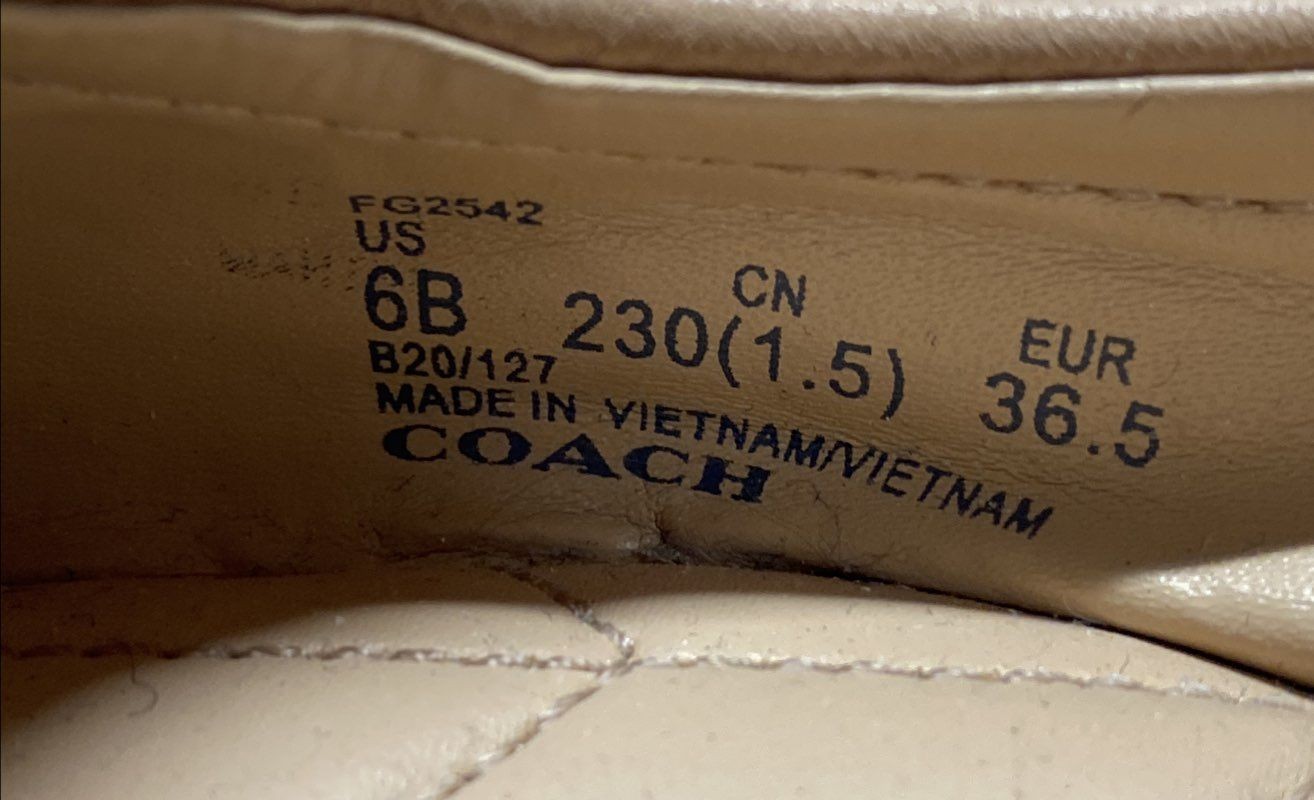 FG2542
US CN EUR
6B 230(1.5) 36.5
B20/127
MADE IN VIETNAM/VIETNAM
COACH